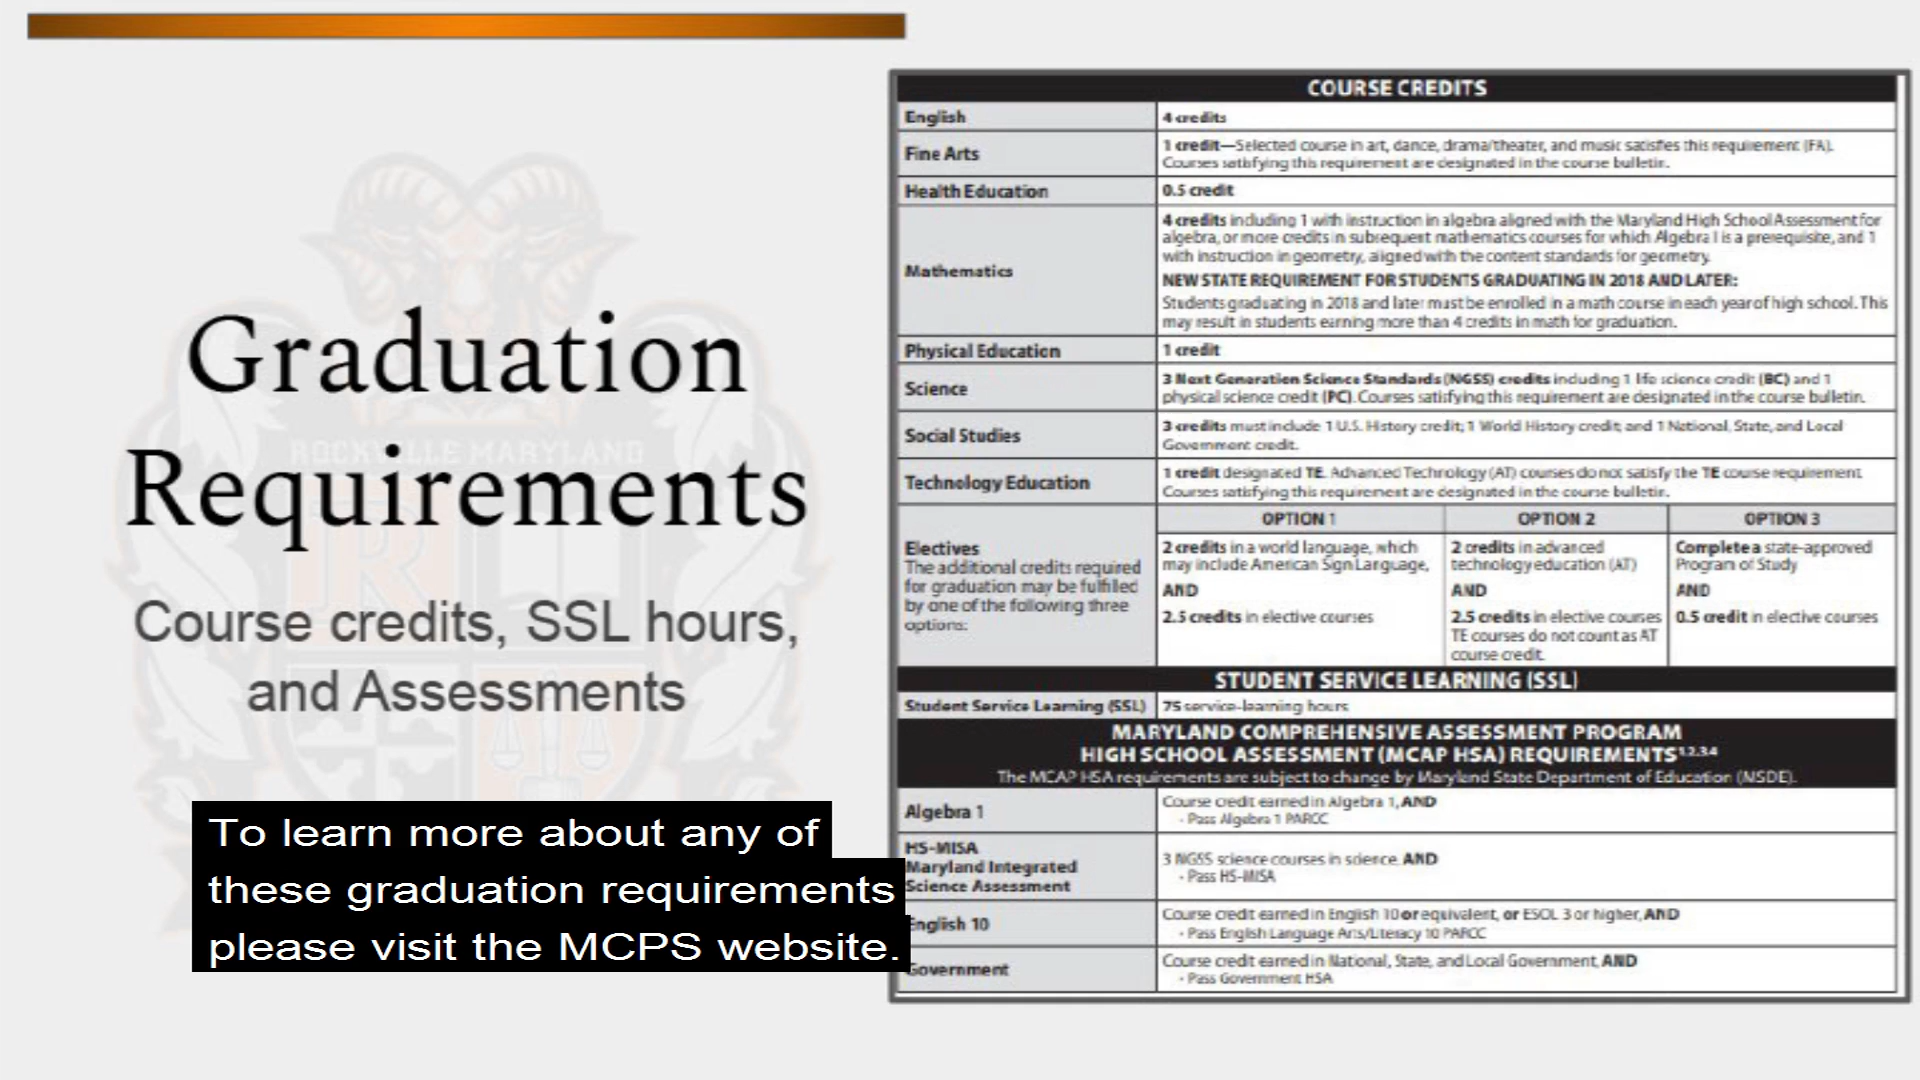 Graduation
Requirements
Course credits, SSL hours,
and Assessments
ROCKVILLE MARYLAND
R
To learn more about any of
these graduation requirements
please visit the MCPS website.
COURSE CREDITS
English
4 credits
Fine Arts
1 credit—Selected course in art, dance, drama/theater, and music satisfies this requirement (FA).
Courses satisfying this requirement are designated in the course bulletin.
Health Education
0.5 credit
Mathematics
4 credits including 1 with instruction in algebra aligned with the Maryland High School Assessment for
algebra, or more credits in subsequent mathematics courses for which Algebra I is a prerequisite, and 1
with instruction in geometry, aligned with the content standards for geometry.
NEW STATE REQUIREMENT FOR STUDENTS GRADUATING IN 2018 AND LATER:
Students graduating in 2018 and later must be enrolled in a math course in each year of high school. This
may result in students earning more than 4 credits in math for graduation.
Physical Education
1 credit
Science
3 Next Generation Science Standards (NGSS) credits including 1 life science credit (BC) and 1
physical science credit (PC). Courses satisfying this requirement are designated in the course bulletin.
Social Studies
3 credits must include 1 U.S. History credit; 1 World History credit; and 1 National, State, and Local
Government credit.
Technology Education
1 credit designated TE. Advanced Technology (AT) courses do not satisfy the TE course requirement.
Courses satisfying this requirement are designated in the course bulletin.
Electives
The additional credits required
for graduation may be fulfilled
by one of the following three
options:
OPTION 1
2 credits in a world language, which
may include American Sign Language,
AND
2.5 credits in elective courses
OPTION 2
2 credits in advanced
technology education (AT)
AND
2.5 credits in elective courses
TE courses do not count as AT
course credit.
OPTION 3
Complete a state-approved
Program of Study
AND
0.5 credit in elective courses
STUDENT SERVICE LEARNING (SSL)
Student Service Learning (SSL)
75 service-learning hours
MARYLAND COMPREHENSIVE ASSESSMENT PROGRAM
HIGH SCHOOL ASSESSMENT (MCAP HSA) REQUIREMENTS1,2,3,4
The MCAP HSA requirements are subject to change by Maryland State Department of Education (MSDE).
Algebra 1
Course credit earned in Algebra 1, AND
- Pass Algebra 1 PARCC
HS-MISA
Maryland Integrated
Science Assessment
3 NGSS science courses in science, AND
- Pass HS-MISA
English 10
Course credit earned in English 10 or equivalent, or ESOL 3 or higher, AND
- Pass English Language Arts/Literacy 10 PARCC
Government
Course credit earned in National, State, and Local Government, AND
- Pass Government HSA